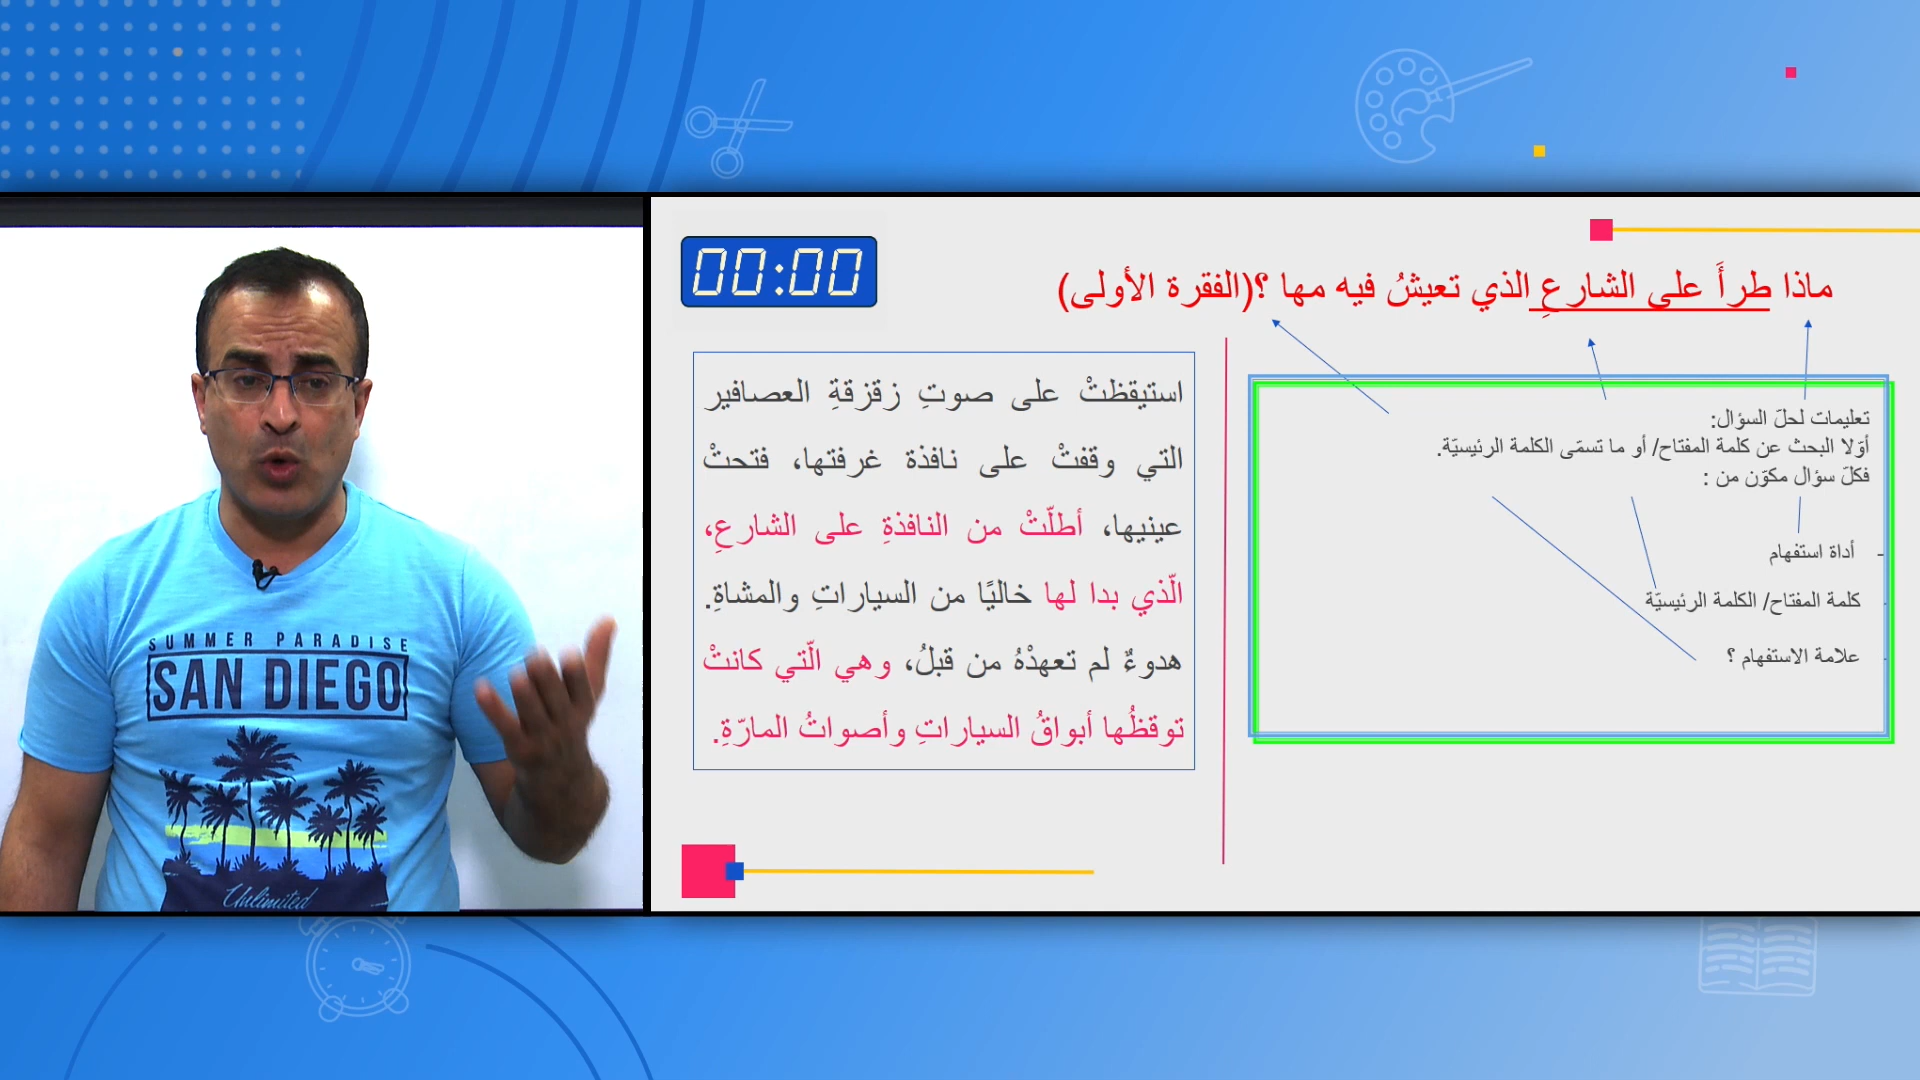 00:00
ماذا طرأَ على الشارعِ الذي تعيشُ فيه مها ؟(الفقرة الأولى)
استيقظتْ على صوتِ زقزقةِ العصافير
التي وقفتْ على نافذة غرفتها، فتحتْ
عينيها، أطلّتْ من النافذةِ على الشارعِ،
الّذي بدا لها خاليًا من السياراتِ والمشاةِ.
هدوءٌ لم تعهدْهُ من قبلُ، وهي الّتي كانتْ
توقظُها أبواقُ السياراتِ وأصواتُ المارّةِ.
تعليمات لحلّ السؤال:
أوّلا البحث عن كلمة المفتاح/ أو ما تسمّى الكلمة الرئيسيّة.
فكلّ سؤال مكوّن من :
- أداة استفهام
- كلمة المفتاح/ الكلمة الرئيسيّة
- علامة الاستفهام ؟
SUMMER PARADISE
SAN DIEGO
Unlimited